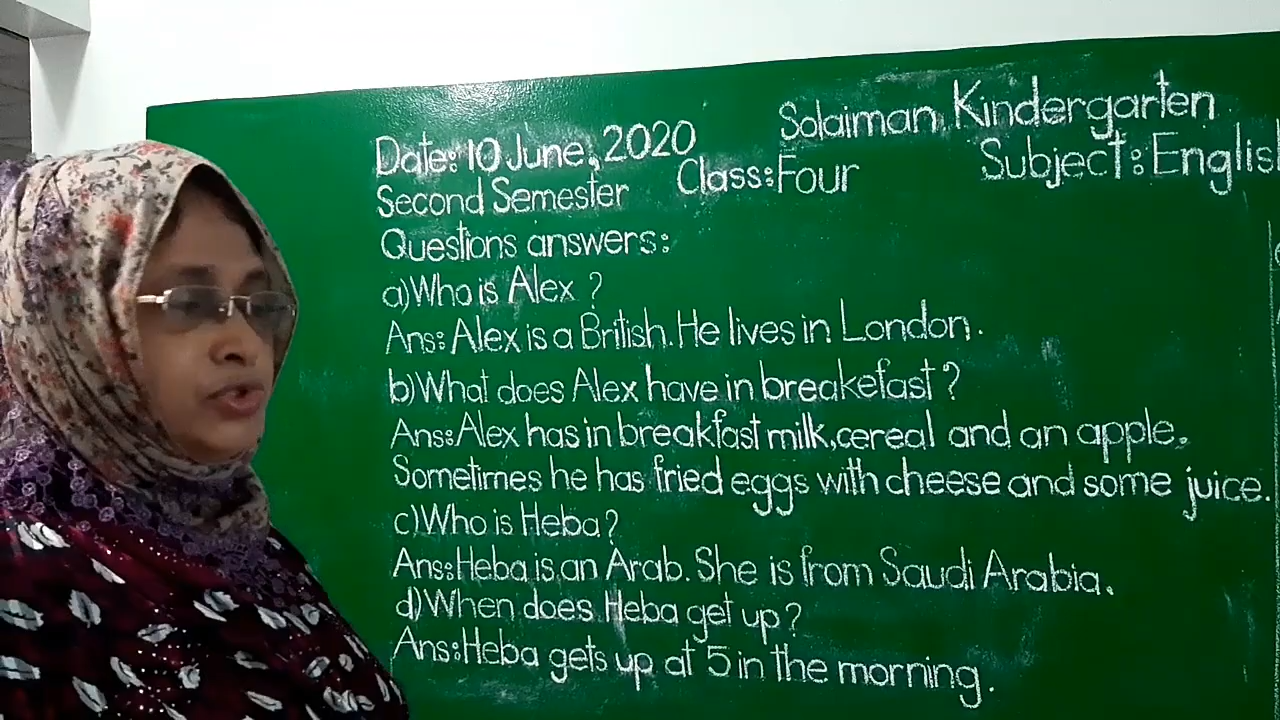 Solaiman Kindergarten
Date: 10 June, 2020
Class: Four
Subject: Englis
Second Semester
Questions answers:
a) Who is Alex ?
Ans: Alex is a British. He lives in London.
b) What does Alex have in breakefast ?
Ans: Alex has in breakfast milk, cereal and an apple.
Sometimes he has fried eggs with cheese and some juice.
c) Who is Heba?
Ans: Heba is an Arab. She is from Saudi Arabia.
d) When does Heba get up ?
Ans: Heba gets up at 5 in the morning.